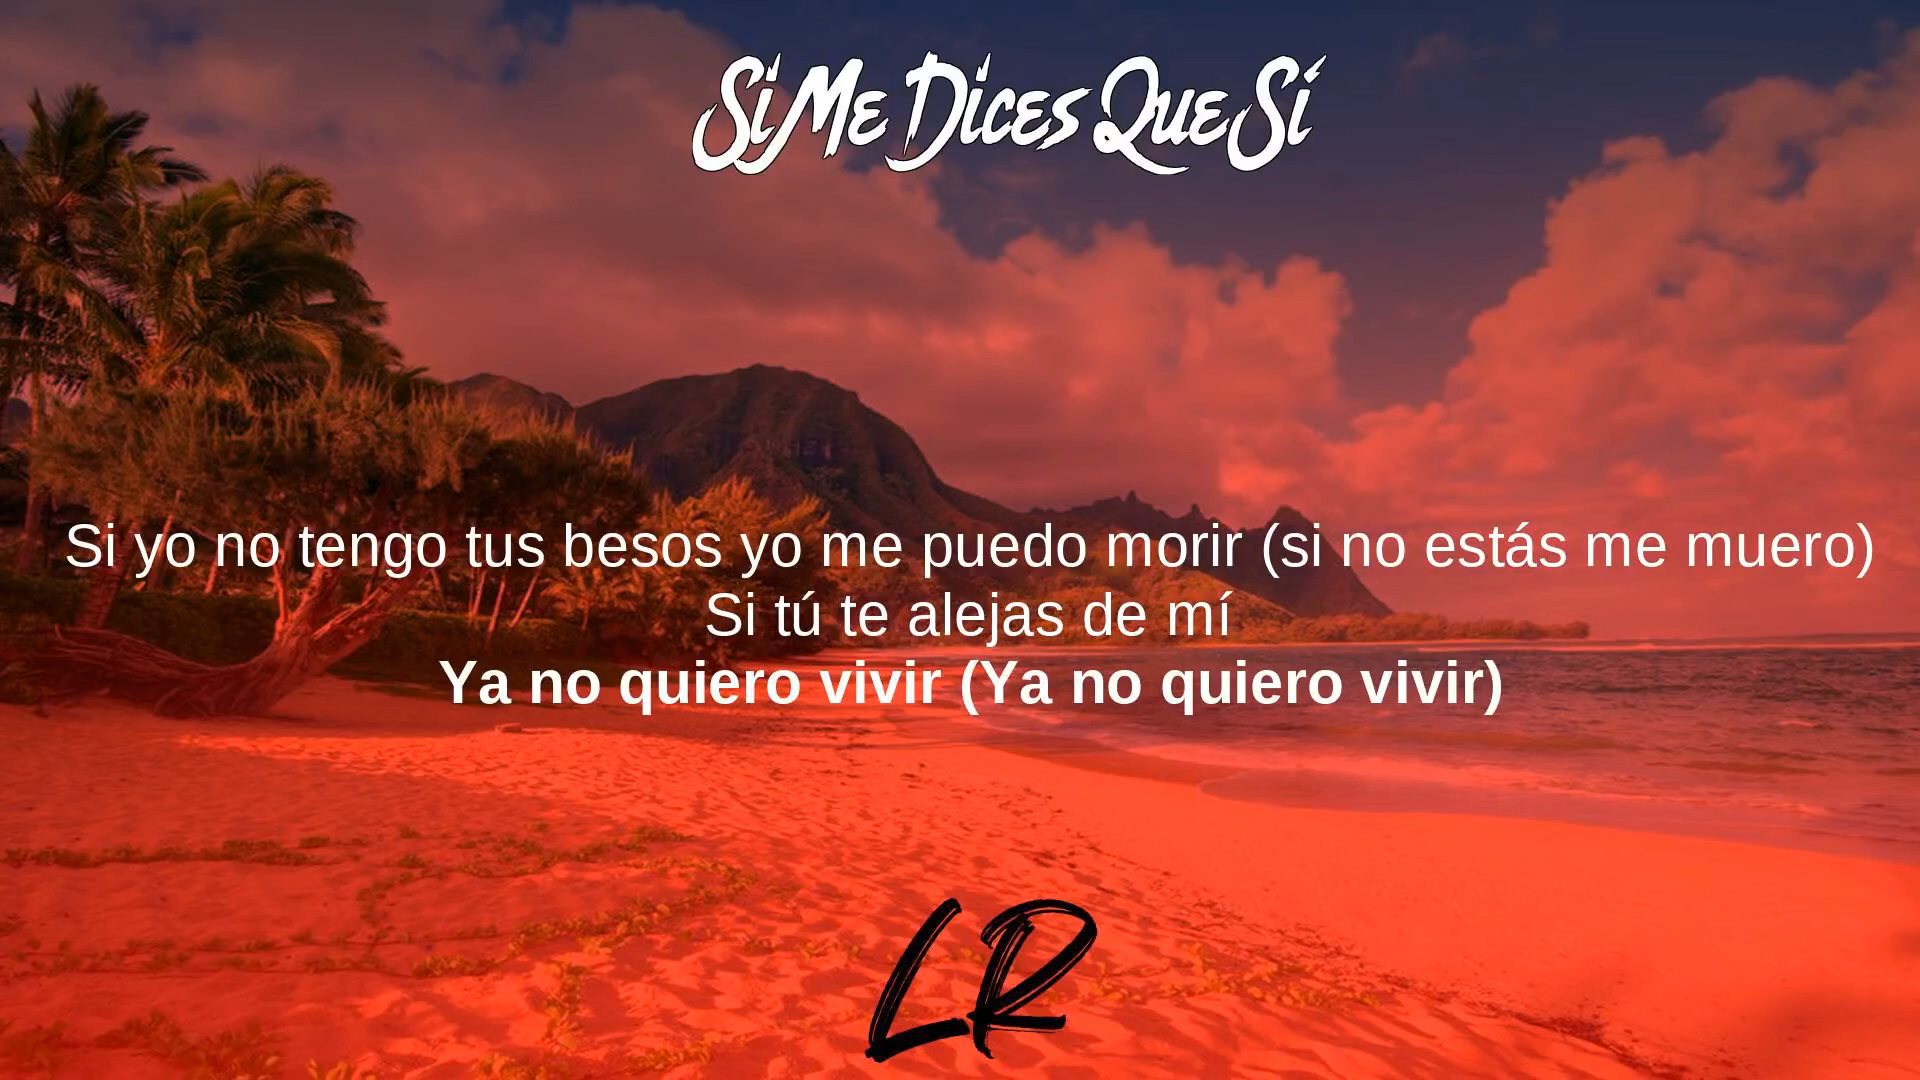 Si Me Dices Que Sí
Si yo no tengo tus besos yo me puedo morir (si no estás me muero)
Si tú te alejas de mí
Ya no quiero vivir (Ya no quiero vivir)
LR